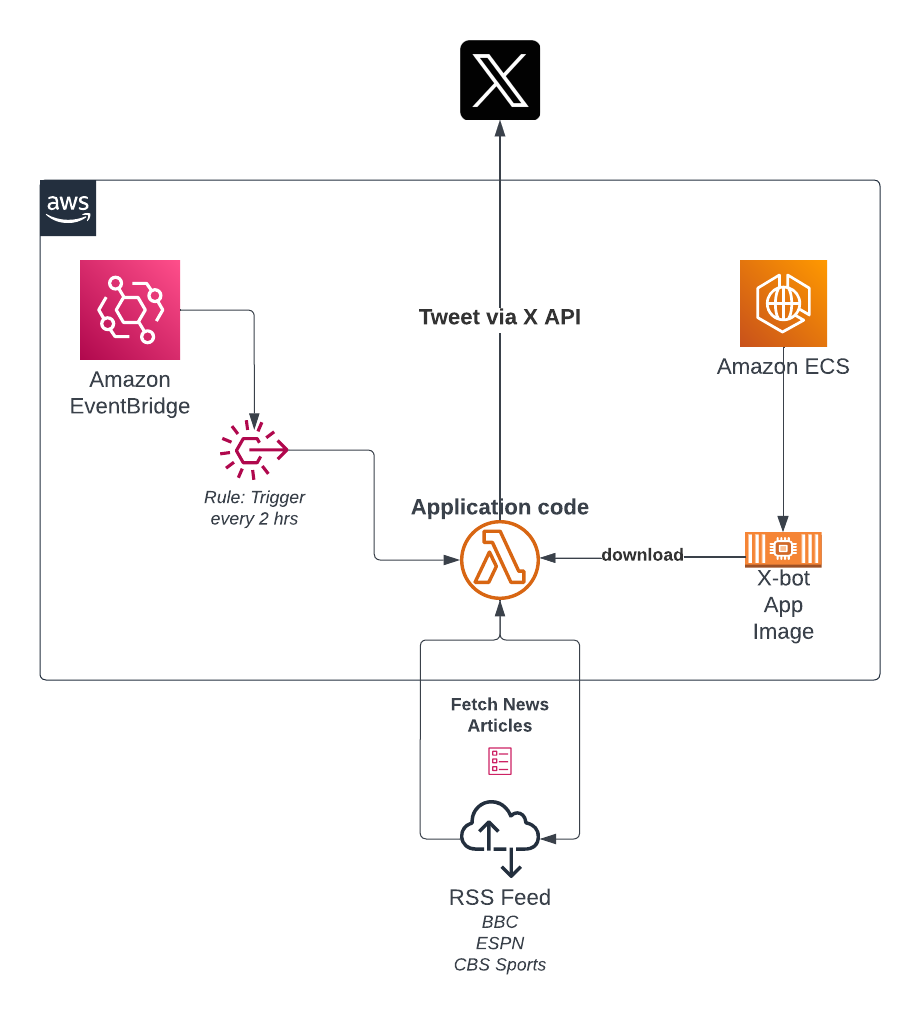 aws
Tweet via X API
Amazon
EventBridge
Amazon ECS
Rule: Trigger
every 2 hrs
Application code
download
X-bot
App
Image
Fetch News
Articles
RSS Feed
BBC
ESPN
CBS Sports